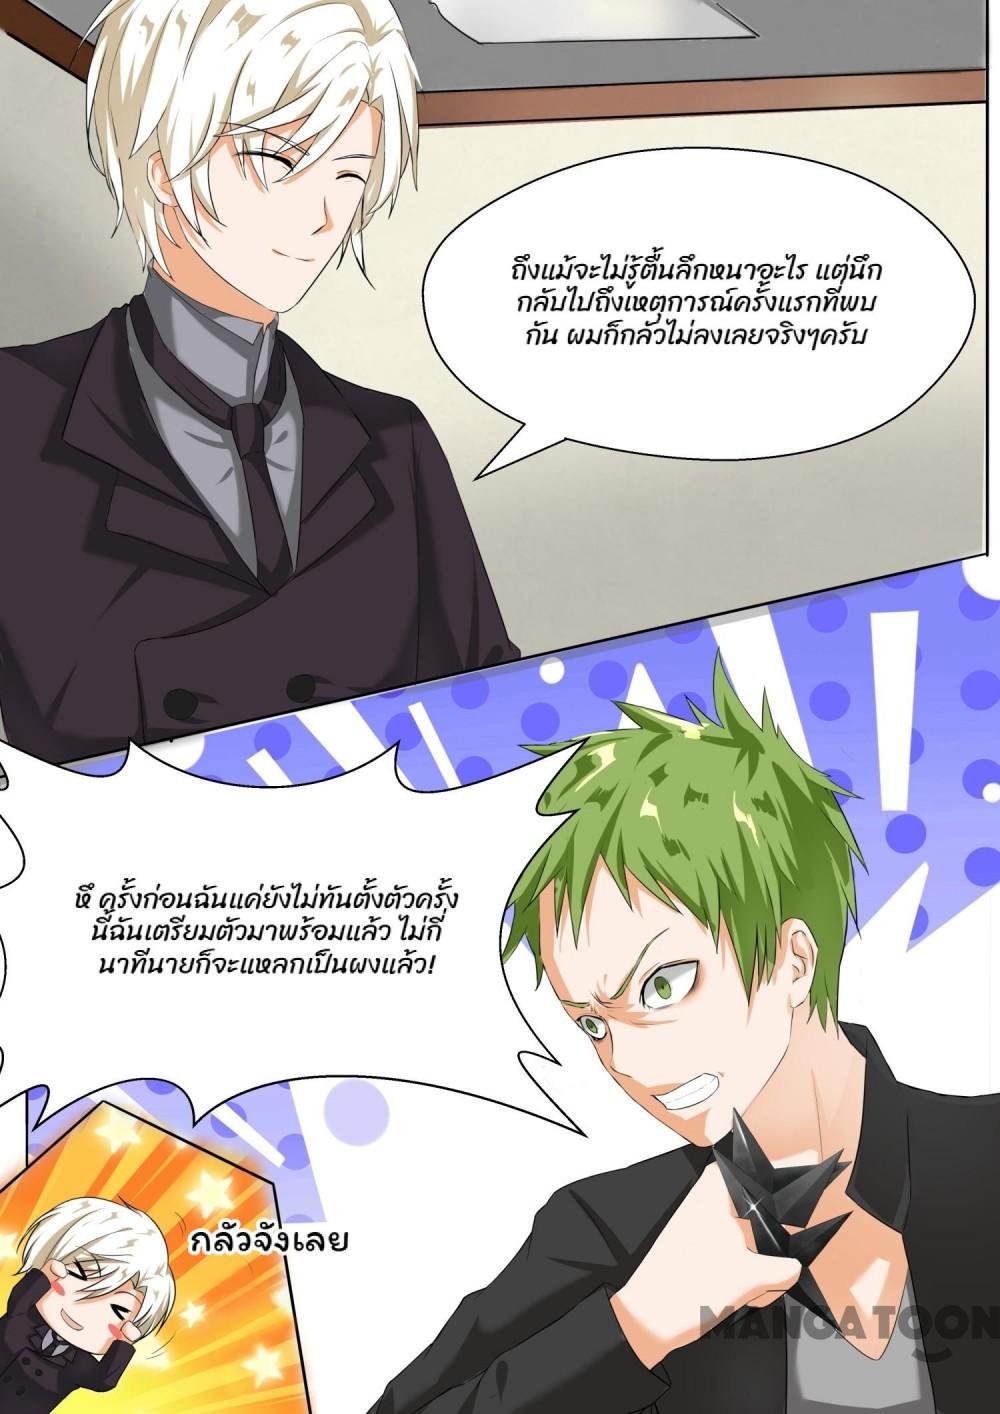 ถึงแม้จะไม่รู้ตื้นลึกหนาอะไร แต่นึก
กลับไปถึงเหตุการณ์ครั้งแรกที่พบ
กัน ผมก็กลัวไม่ลงเลยจริงๆครับ
หึ ครั้งก่อนฉันแค่ยังไม่ทันตั้งตัวครั้ง
นี้ฉันเตรียมตัวมาพร้อมแล้ว ไม่กี่
นาทีนายก็จะแหลกเป็นผงแล้ว!
กลัวจังเลย
MANGATOON